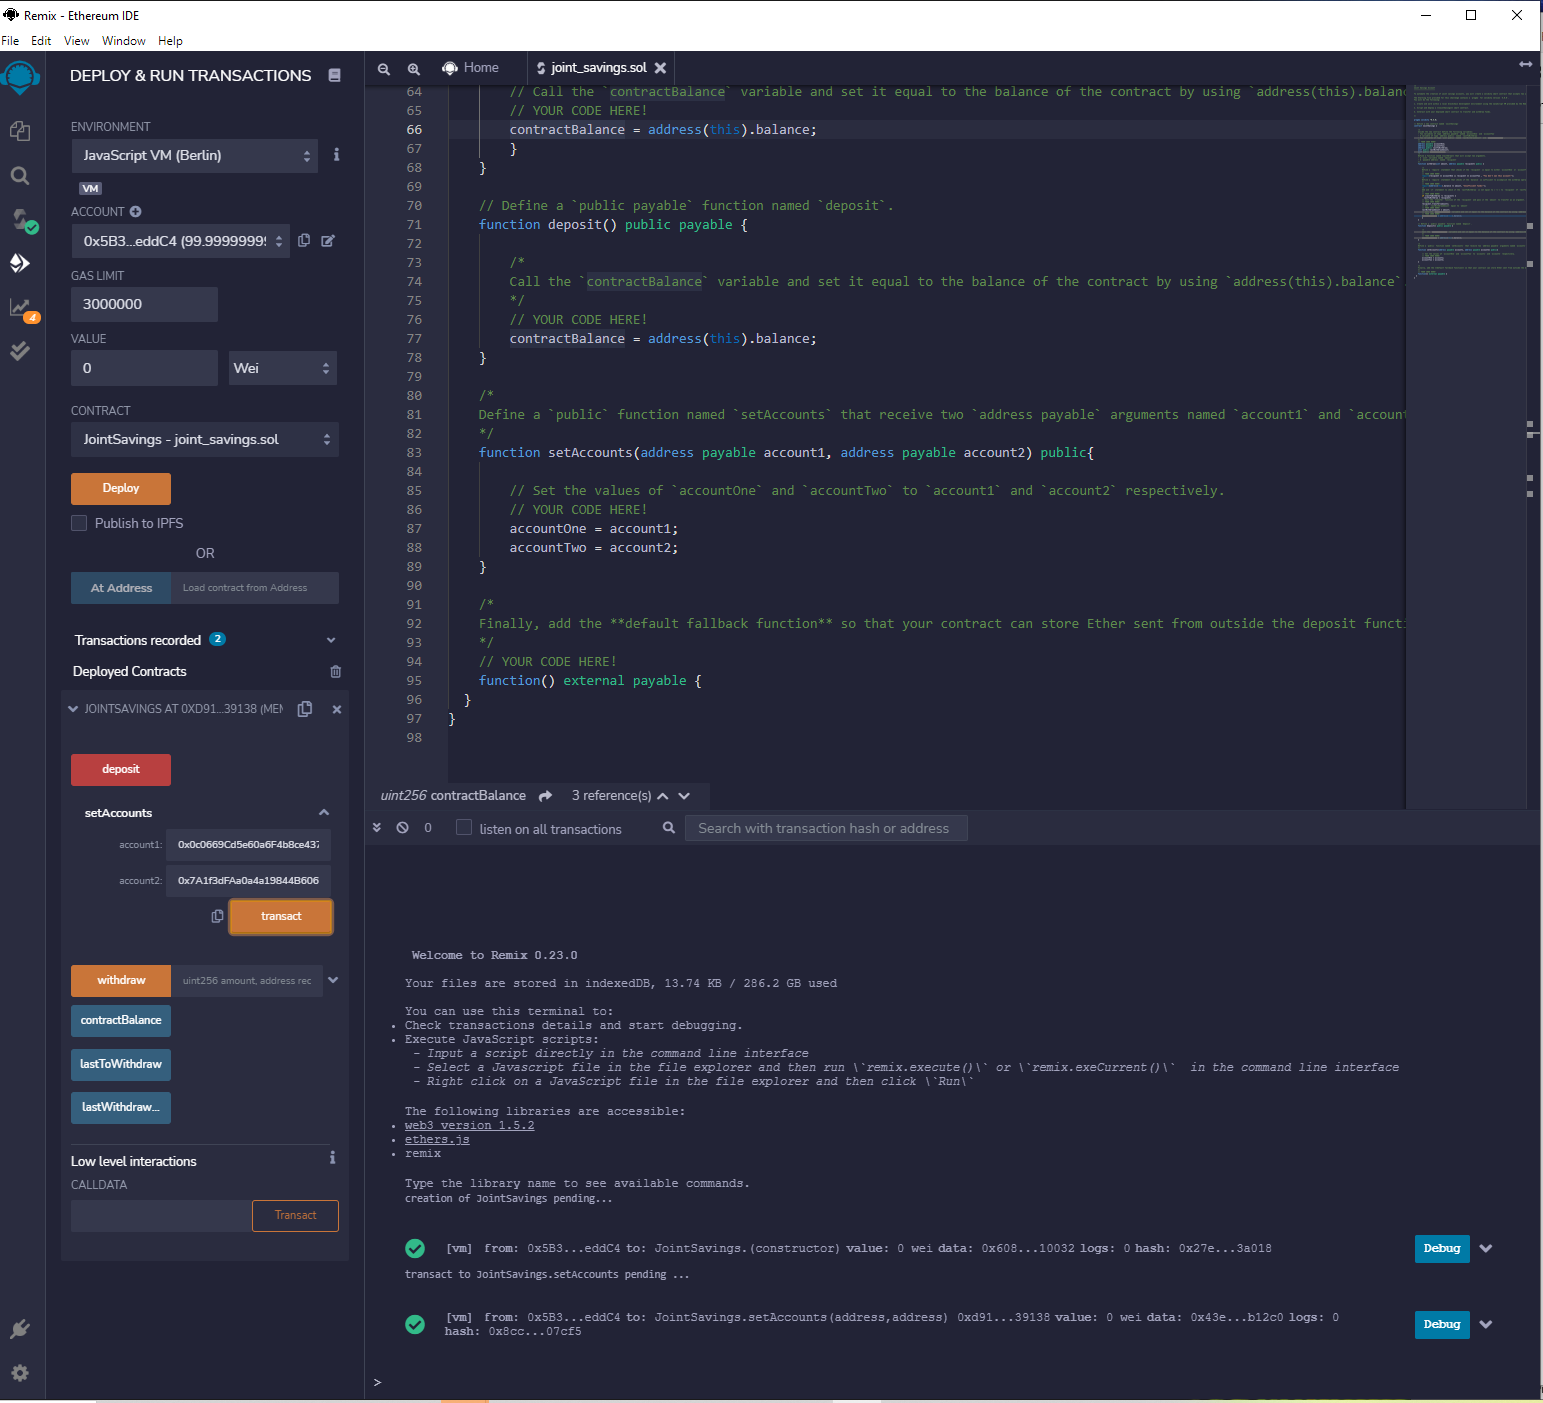 Remix - Ethereum IDE
File Edit View Window Help
DEPLOY & RUN TRANSACTIONS
ENVIRONMENT
JavaScript VM (Berlin)
VM
ACCOUNT
0x5B3...eddC4 (99.99999999
GAS LIMIT
3000000
VALUE
0
Wei
CONTRACT
JointSavings - joint_savings.sol
Deploy
Publish to IPFS
OR
At Address
Load contract from Address
Transactions recorded 2
Deployed Contracts
JOINTSAVINGS AT 0XD91...39138 (MEM
deposit
setAccounts
account1: 0x0c0669Cd5e60a6F4b8ce437
account2: 0x7A1f3dFAa0a4a19844B606
transact
withdraw
uint256 amount, address rec
contractBalance
lastToWithdraw
lastWithdraw...
Low level interactions
CALLDATA
Transact
4
Home
joint_savings.sol
64 // Call the `contractBalance` variable and set it equal to the balance of the contract by using `address(this).balanc
65 // YOUR CODE HERE!
66 contractBalance = address(this).balance;
67 }
68 }
69
70 // Define a `public payable` function named `deposit`.
71 function deposit() public payable {
72
73 /*
74 Call the `contractBalance` variable and set it equal to the balance of the contract by using `address(this).balance`
75 */
76 // YOUR CODE HERE!
77 contractBalance = address(this).balance;
78 }
79
80 /*
81 Define a `public` function named `setAccounts` that receive two `address payable` arguments named `account1` and `account
82 */
83 function setAccounts(address payable account1, address payable account2) public{
84
85 // Set the values of `accountOne` and `accountTwo` to `account1` and `account2` respectively.
86 // YOUR CODE HERE!
87 accountOne = account1;
88 accountTwo = account2;
89 }
90
91 /*
92 Finally, add the **default fallback function** so that your contract can store Ether sent from outside the deposit functi
93 */
94 // YOUR CODE HERE!
95 function() external payable {
96 }
97 }
98
uint256 contractBalance 3 reference(s)
0 listen on all transactions
Search with transaction hash or address
Welcome to Remix 0.23.0
Your files are stored in indexedDB, 13.74 KB / 286.2 GB used
You can use this terminal to:
• Check transactions details and start debugging.
• Execute JavaScript scripts:
- Input a script directly in the command line interface
- Select a Javascript file in the file explorer and then run \`remix.execute()\` or \`remix.exeCurrent()\` in the command line interface
- Right click on a JavaScript file in the file explorer and then click \`Run\`
The following libraries are accessible:
• web3 version 1.5.2
• ethers.js
• remix
Type the library name to see available commands.
creation of JointSavings pending...
[vm] from: 0x5B3...eddC4 to: JointSavings.(constructor) value: 0 wei data: 0x608...10032 logs: 0 hash: 0x27e...3a018
Debug
transact to JointSavings.setAccounts pending ...
[vm] from: 0x5B3...eddC4 to: JointSavings.setAccounts(address,address) 0xd91...39138 value: 0 wei data: 0x43e...b12c0 logs: 0
hash: 0x8cc...07cf5
Debug
>